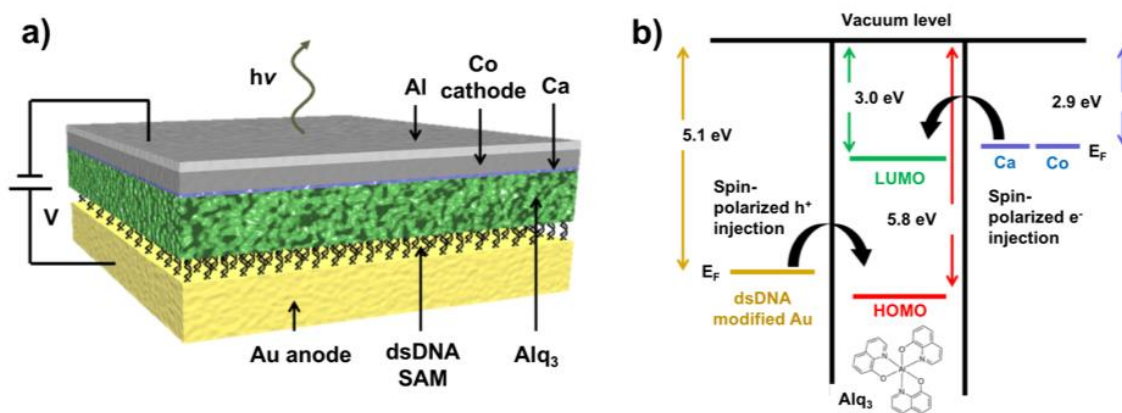 a)
hν
Al
Co
cathode
Ca
V
Au anode
dsDNA
SAM
Alq₃
b)
Vacuum level
5.1 eV
3.0 eV
2.9 eV
E_F
Ca
Co
LUMO
Spin-
polarized h⁺
injection
5.8 eV
Spin-
polarized e⁻
injection
E_F
dsDNA
modified Au
HOMO
Alq₃
O
N
O
N
Al
O
N